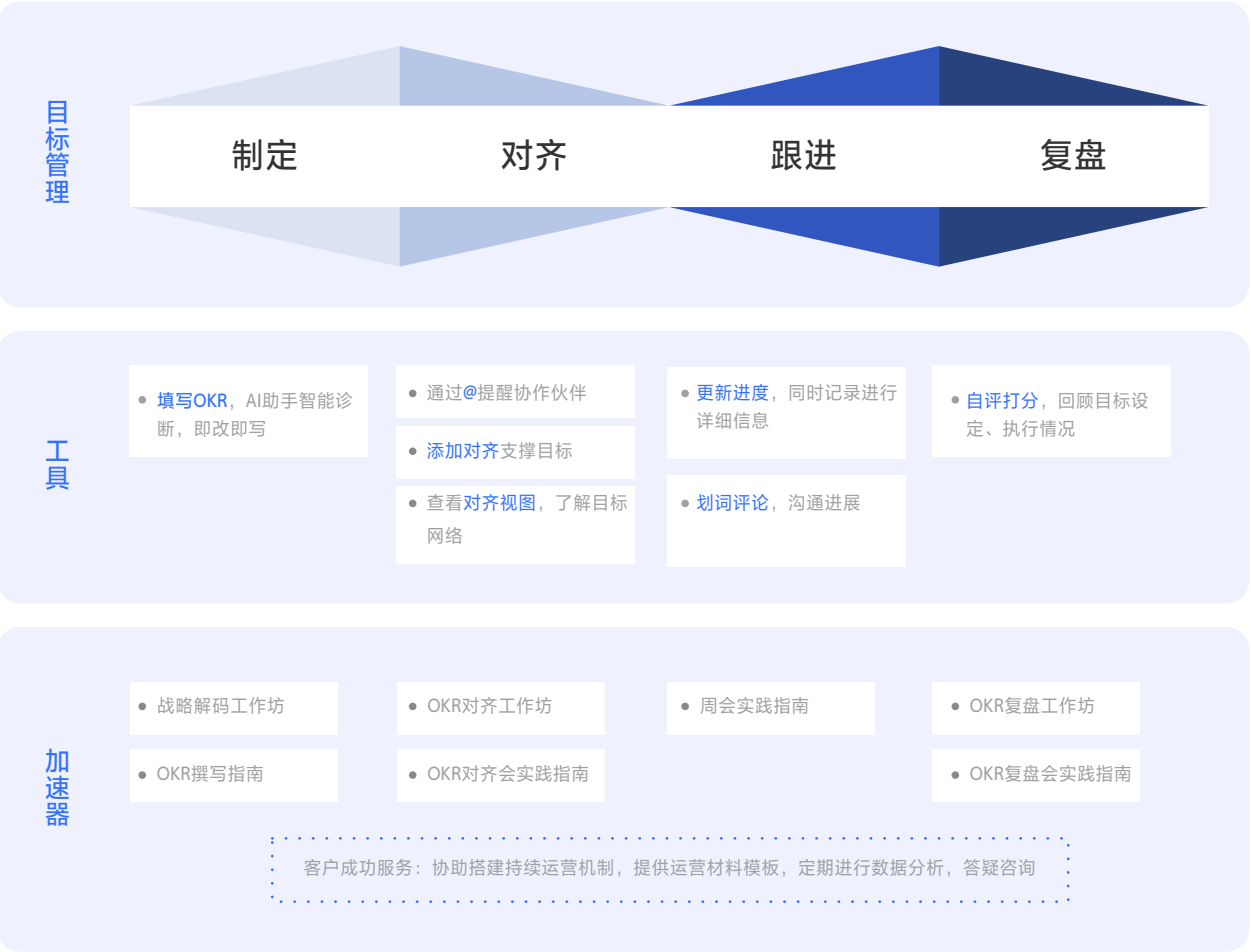 目标管理
制定
对齐
跟进
复盘
工具
填写OKR，AI助手智能诊
断，即改即写
通过@提醒协作伙伴
添加对齐支撑目标
查看对齐视图，了解目标
网络
更新进度，同时记录进行
详细信息
划词评论，沟通进展
自评打分，回顾目标设
定、执行情况
加速器
战略解码工作坊
OKR撰写指南
OKR对齐工作坊
OKR对齐会实践指南
周会实践指南
OKR复盘工作坊
OKR复盘会实践指南
客户成功服务：协助搭建持续运营机制，提供运营材料模板，定期进行数据分析，答疑咨询